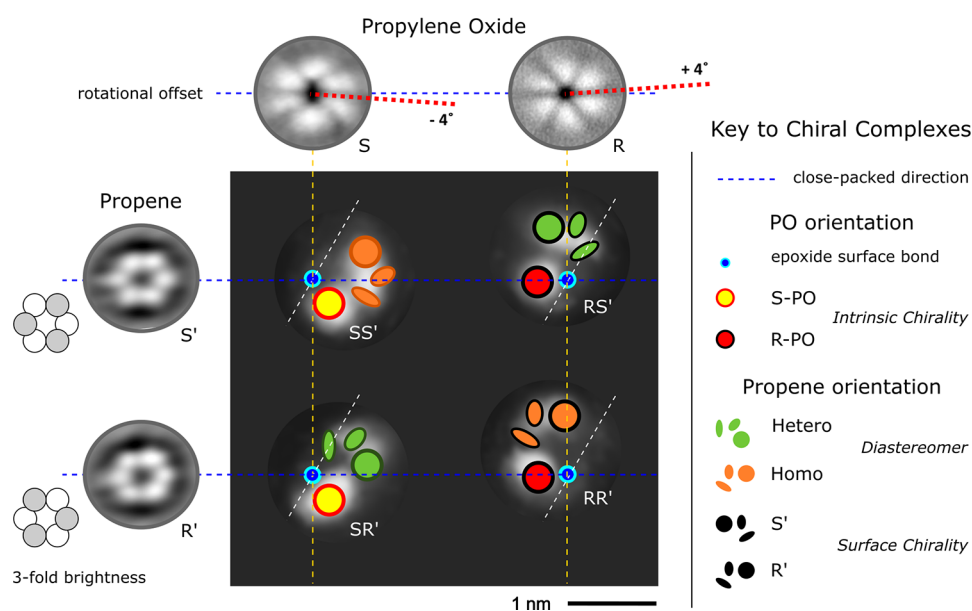 Propylene Oxide
rotational offset
- 4°
+ 4°
S
R
Key to Chiral Complexes
close-packed direction
Propene
PO orientation
epoxide surface bond
S-PO
Intrinsic Chirality
R-PO
S'
SS'
RS'
Propene orientation
Hetero
Diastereomer
Homo
S'
Surface Chirality
R'
R'
SR'
RR'
3-fold brightness
1 nm